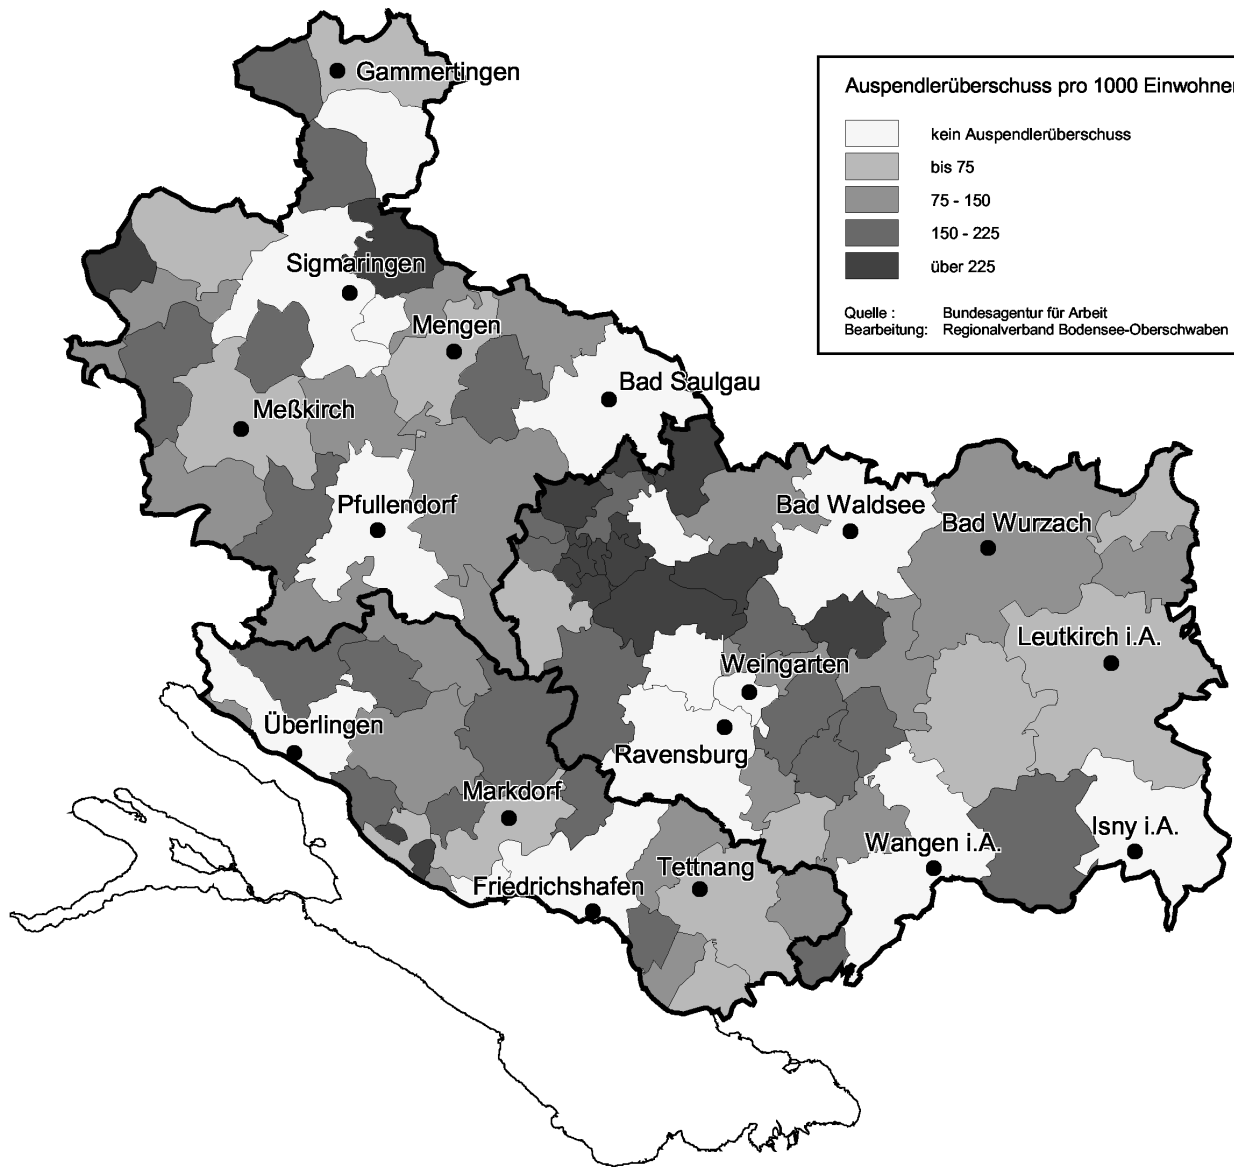 Gammertingen
Auspendlerüberschuss pro 1000 Einwohner
kein Auspendlerüberschuss
bis 75
75 - 150
150 - 225
über 225
Quelle : Bundesagentur für Arbeit
Bearbeitung: Regionalverband Bodensee-Oberschwaben
Sigmaringen
Mengen
Bad Saulgau
Meßkirch
Pfullendorf
Bad Waldsee
Bad Wurzach
Leutkirch i.A.
Weingarten
Überlingen
Ravensburg
Markdorf
Isny i.A.
Wangen i.A.
Tettnang
Friedrichshafen